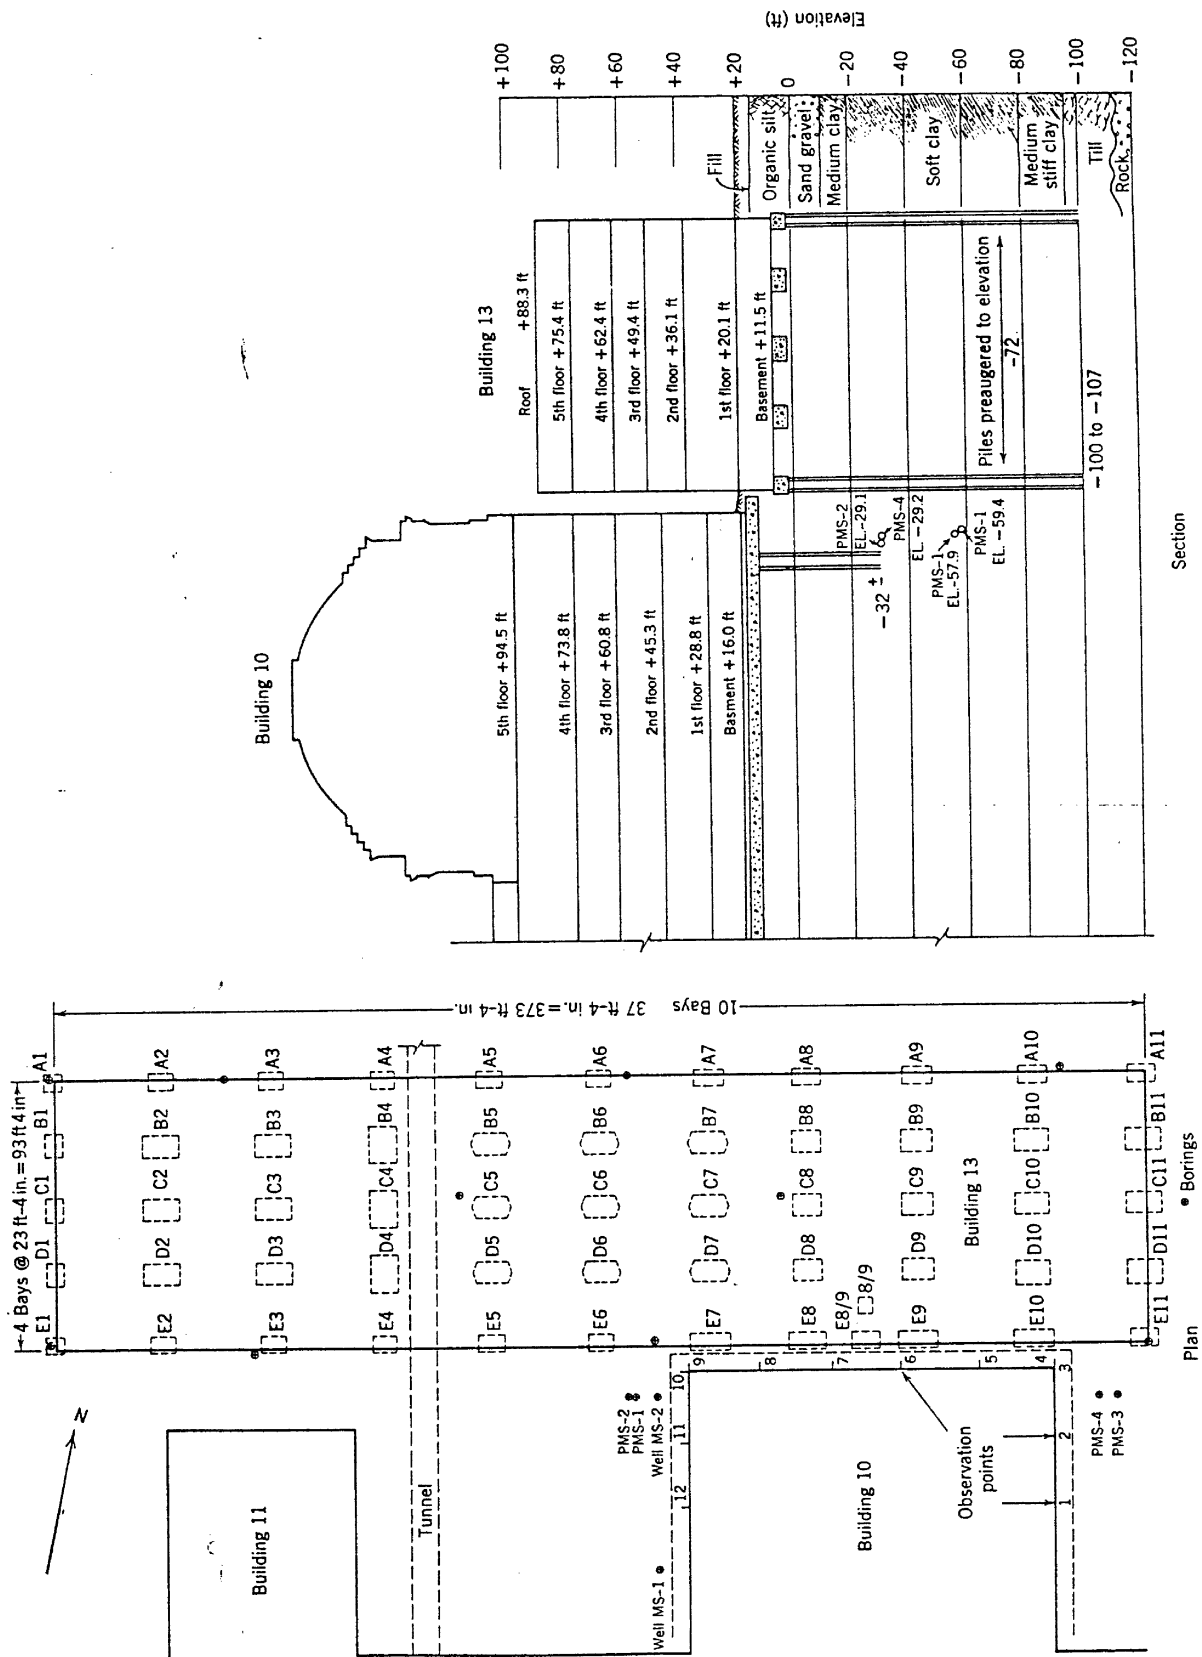 Building 10
5th floor +94.5 ft
4th floor +73.8 ft
3rd floor +60.8 ft
2nd floor +45.3 ft
1st floor +28.8 ft
Basment +16.0 ft
-32 ±
Building 13
Roof +88.3 ft
5th floor +75.4 ft
4th floor +62.4 ft
3rd floor +49.4 ft
2nd floor +36.1 ft
1st floor +20.1 ft
Basement +11.5 ft
PMS-2
EL.-29.1
PMS-4
EL. -29.2
PMS-1
EL.-57.9
PMS-1
EL. -59.4
Piles preaugered to elevation
-72
-100 to -107
Fill
Organic silt
Sand gravel
Medium clay
Soft clay
Medium
stiff clay
Till
Rock
+100
+80
+60
+40
+20
0
-20
-40
-60
-80
-100
-120
Elevation (ft)
Section
4 Bays @ 23 ft-4 in.= 93 ft 4 in
10 Bays 37 ft-4 in. = 373 ft-4 in.
E1 D1 C1 B1 A1
E2 D2 C2 B2 A2
E3 D3 C3 B3 A3
E4 D4 C4 B4 A4
E5 D5 C5 B5 A5
E6 D6 C6 B6 A6
E7 D7 C7 B7 A7
E8 D8 C8 B8 A8
E8/9 8/9
E9 D9 C9 B9 A9
E10 D10 C10 B10 A10
E11 D11 C11 B11 A11
Building 13
N
Building 11
Tunnel
Well MS-1
PMS-2
PMS-1
Well MS-2
12 11 10
9
8
7
6
5
4
3
2
1
Building 10
Observation
points
PMS-4
PMS-3
Plan
Borings